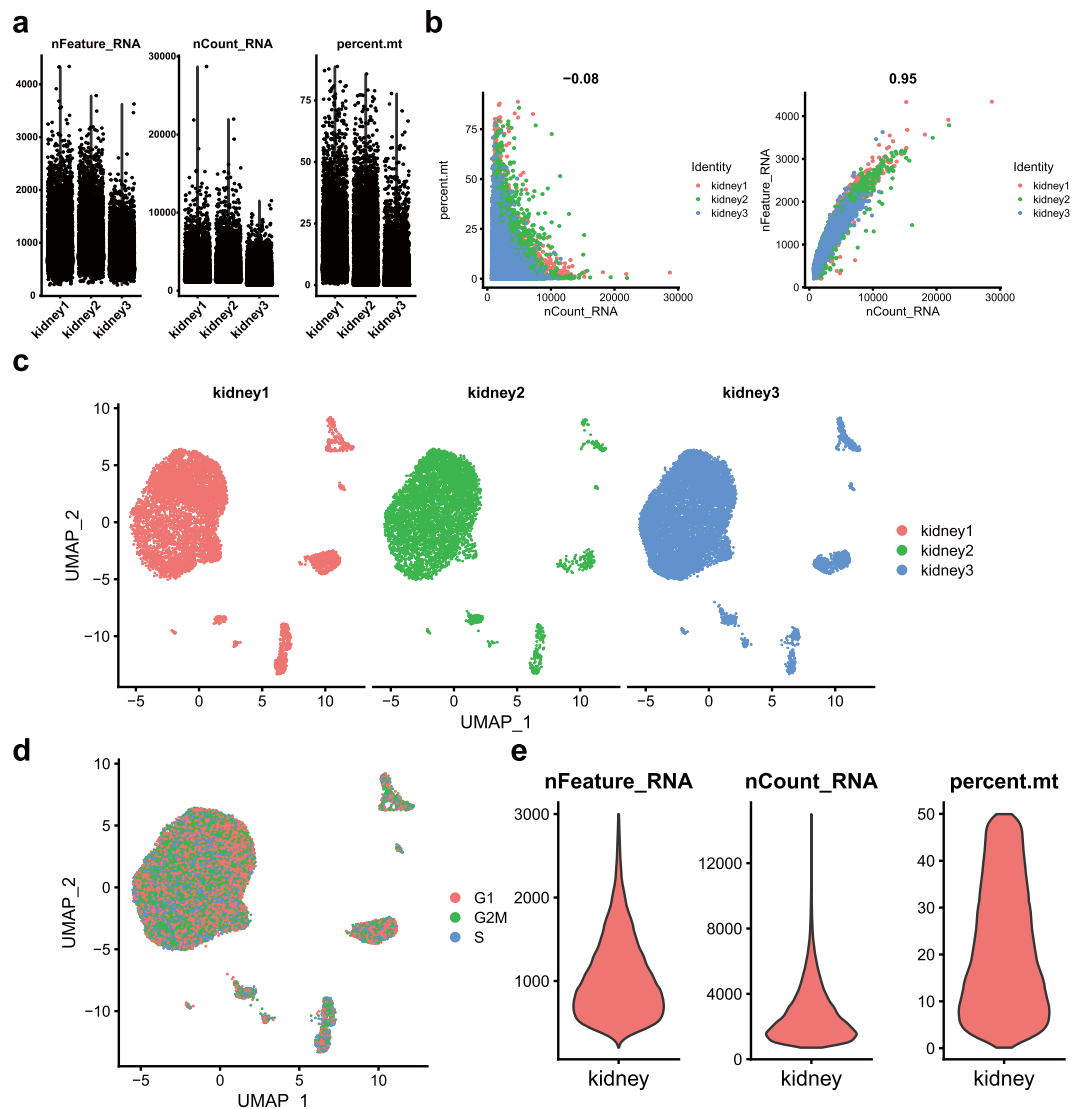 a
nFeature_RNA
nCount_RNA
percent.mt
4000
3000
2000
1000
0
30000
20000
10000
0
75
50
25
0
kidney1
kidney2
kidney3
kidney1
kidney2
kidney3
kidney1
kidney2
kidney3
b
−0.08
percent.mt
75
50
25
0
0
10000
20000
30000
nCount_RNA
Identity
kidney1
kidney2
kidney3
0.95
nFeature_RNA
4000
3000
2000
1000
0
0
10000
20000
30000
nCount_RNA
Identity
kidney1
kidney2
kidney3
c
kidney1
kidney2
kidney3
UMAP_2
10
5
0
−5
−10
−5 0 5 10
−5 0 5 10
−5 0 5 10
UMAP_1
kidney1
kidney2
kidney3
d
UMAP_2
10
5
0
−5
−10
−5 0 5 10
UMAP_1
G1
G2M
S
e
nFeature_RNA
3000
2000
1000
kidney
nCount_RNA
12000
8000
4000
0
kidney
percent.mt
50
40
30
20
10
0
kidney